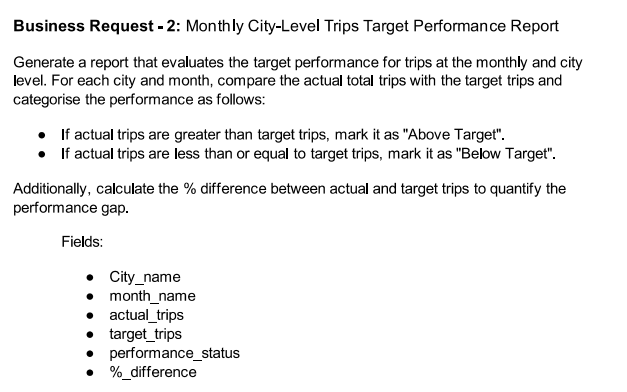 Business Request - 2: Monthly City-Level Trips Target Performance Report
Generate a report that evaluates the target performance for trips at the monthly and city
level. For each city and month, compare the actual total trips with the target trips and
categorise the performance as follows:
● If actual trips are greater than target trips, mark it as "Above Target".
● If actual trips are less than or equal to target trips, mark it as "Below Target".
Additionally, calculate the % difference between actual and target trips to quantify the
performance gap.
Fields:
● City_name
● month_name
● actual_trips
● target_trips
● performance_status
● %_difference